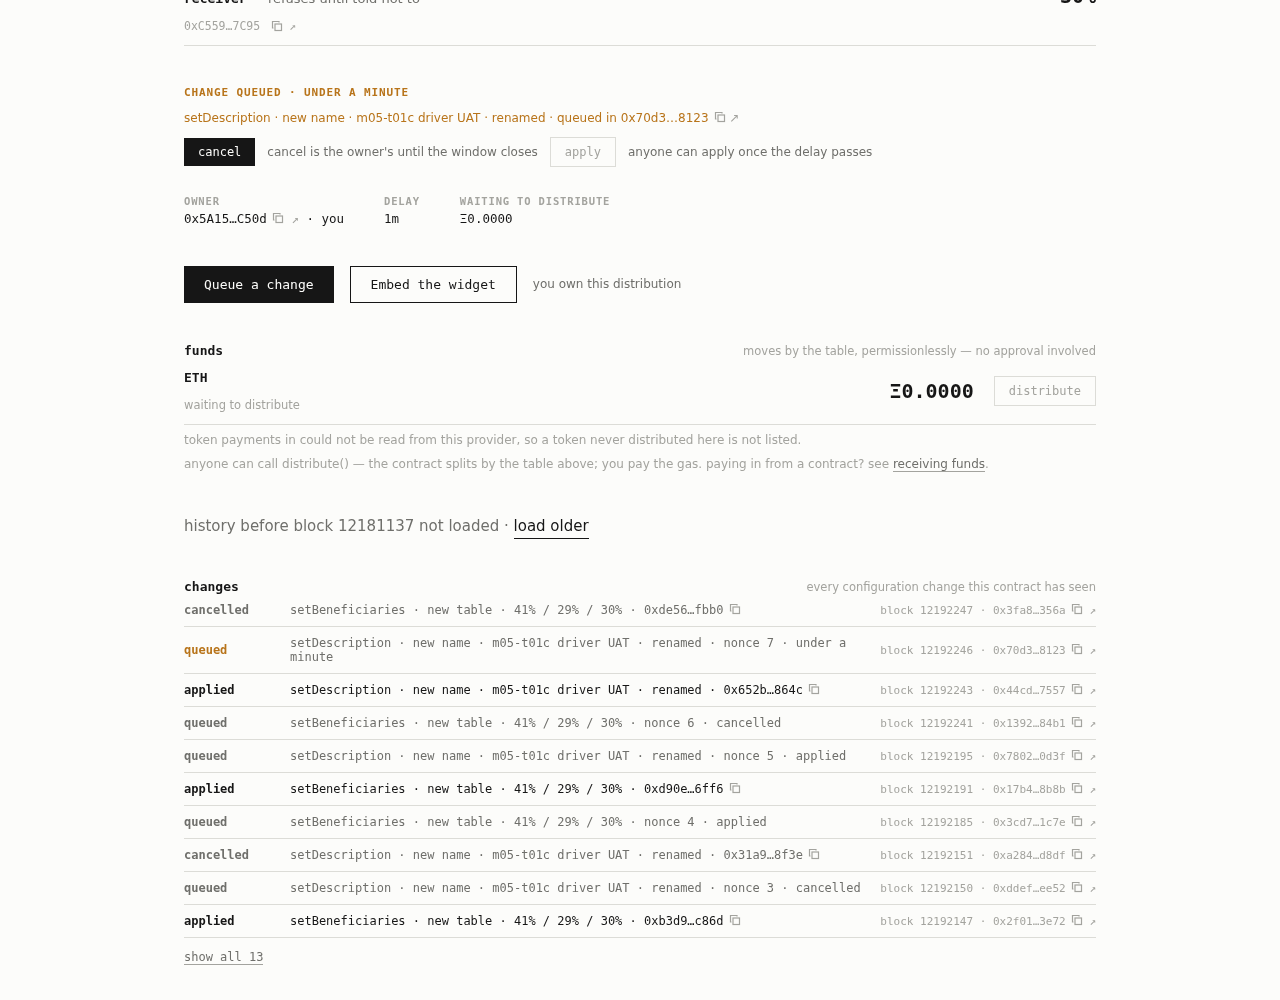 0xC559…7C95 ↗
CHANGE QUEUED · UNDER A MINUTE
setDescription · new name · m05-t01c driver UAT · renamed · queued in 0x70d3…8123 ↗
cancel cancel is the owner's until the window closes apply anyone can apply once the delay passes
OWNER DELAY WAITING TO DISTRIBUTE
0x5A15…C50d ↗ · you 1m Ξ0.0000
Queue a change Embed the widget you own this distribution
funds moves by the table, permissionlessly — no approval involved
ETH
waiting to distribute Ξ0.0000 distribute
token payments in could not be read from this provider, so a token never distributed here is not listed.
anyone can call distribute() — the contract splits by the table above; you pay the gas. paying in from a contract? see receiving funds.
history before block 12181137 not loaded · load older
changes every configuration change this contract has seen
cancelled setBeneficiaries · new table · 41% / 29% / 30% · 0xde56…fbb0 block 12192247 · 0x3fa8…356a ↗
queued setDescription · new name · m05-t01c driver UAT · renamed · nonce 7 · under a
minute block 12192246 · 0x70d3…8123 ↗
applied setDescription · new name · m05-t01c driver UAT · renamed · 0x652b…864c block 12192243 · 0x44cd…7557 ↗
queued setBeneficiaries · new table · 41% / 29% / 30% · nonce 6 · cancelled block 12192241 · 0x1392…84b1 ↗
queued setDescription · new name · m05-t01c driver UAT · renamed · nonce 5 · applied block 12192195 · 0x7802…0d3f ↗
applied setBeneficiaries · new table · 41% / 29% / 30% · 0xd90e…6ff6 block 12192191 · 0x17b4…8b8b ↗
queued setBeneficiaries · new table · 41% / 29% / 30% · nonce 4 · applied block 12192185 · 0x3cd7…1c7e ↗
cancelled setDescription · new name · m05-t01c driver UAT · renamed · 0x31a9…8f3e block 12192151 · 0xa284…d8df ↗
queued setDescription · new name · m05-t01c driver UAT · renamed · nonce 3 · cancelled block 12192150 · 0xddef…ee52 ↗
applied setBeneficiaries · new table · 41% / 29% / 30% · 0xb3d9…c86d block 12192147 · 0x2f01…3e72 ↗
show all 13